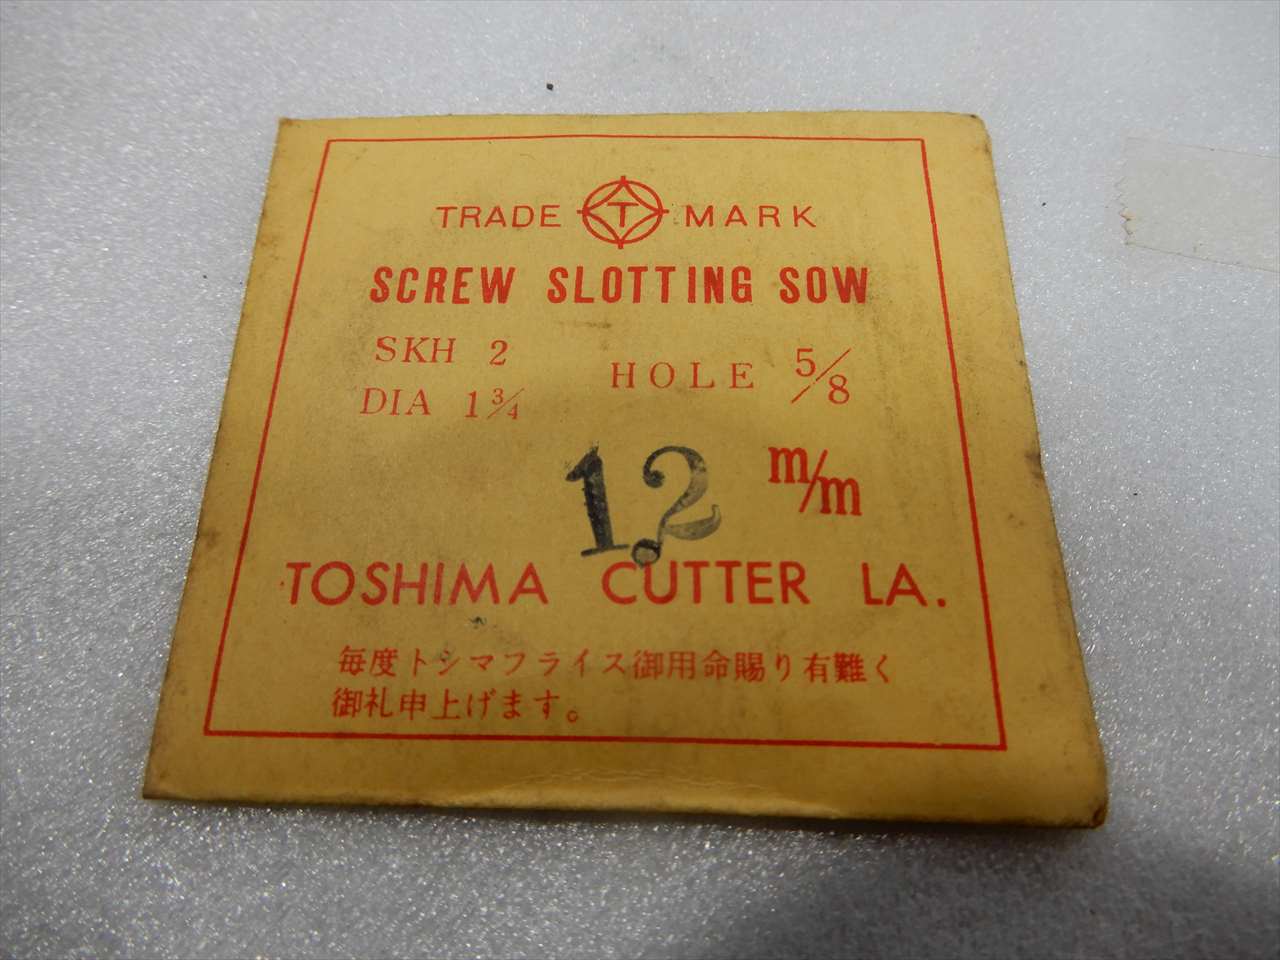 TRADE T MARK
SCREW SLOTTING SOW
SKH 2
HOLE 5/8
DIA 1 3/4
1.2 m/m
TOSHIMA CUTTER LA.
毎度トシマフライス御用命賜り有難く
御礼申上げます。